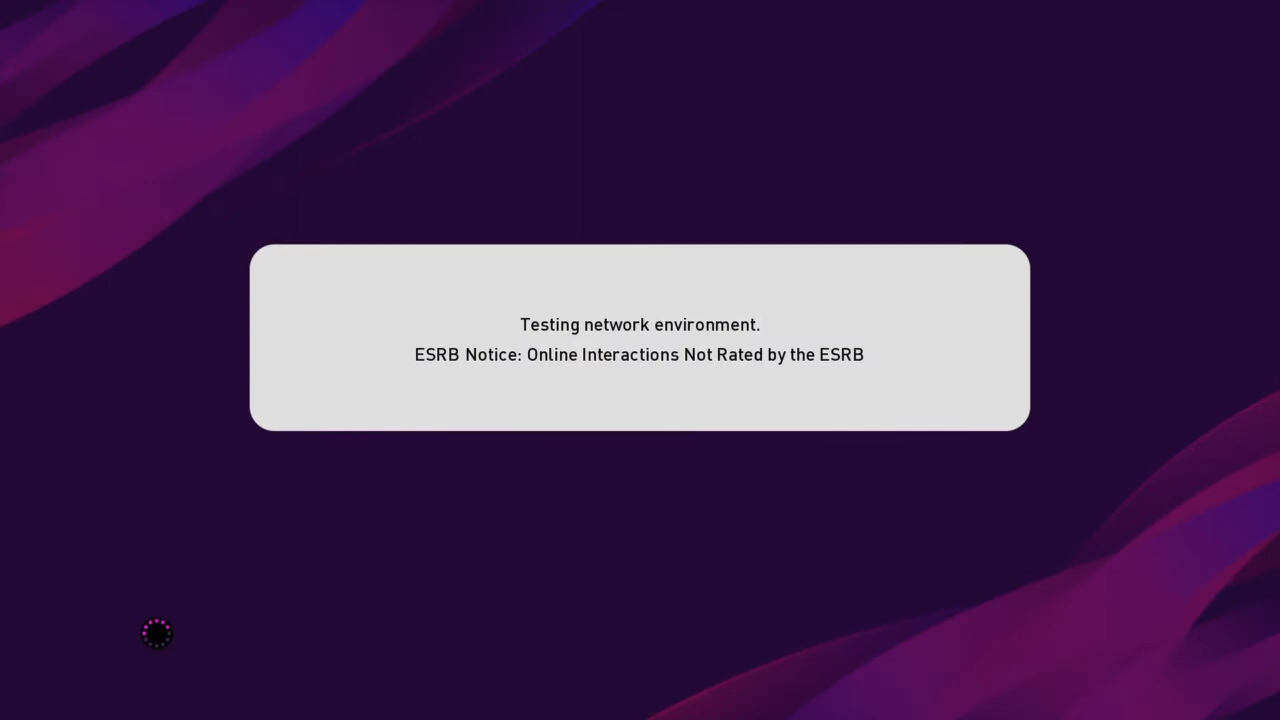 Testing network environment.
ESRB Notice: Online Interactions Not Rated by the ESRB